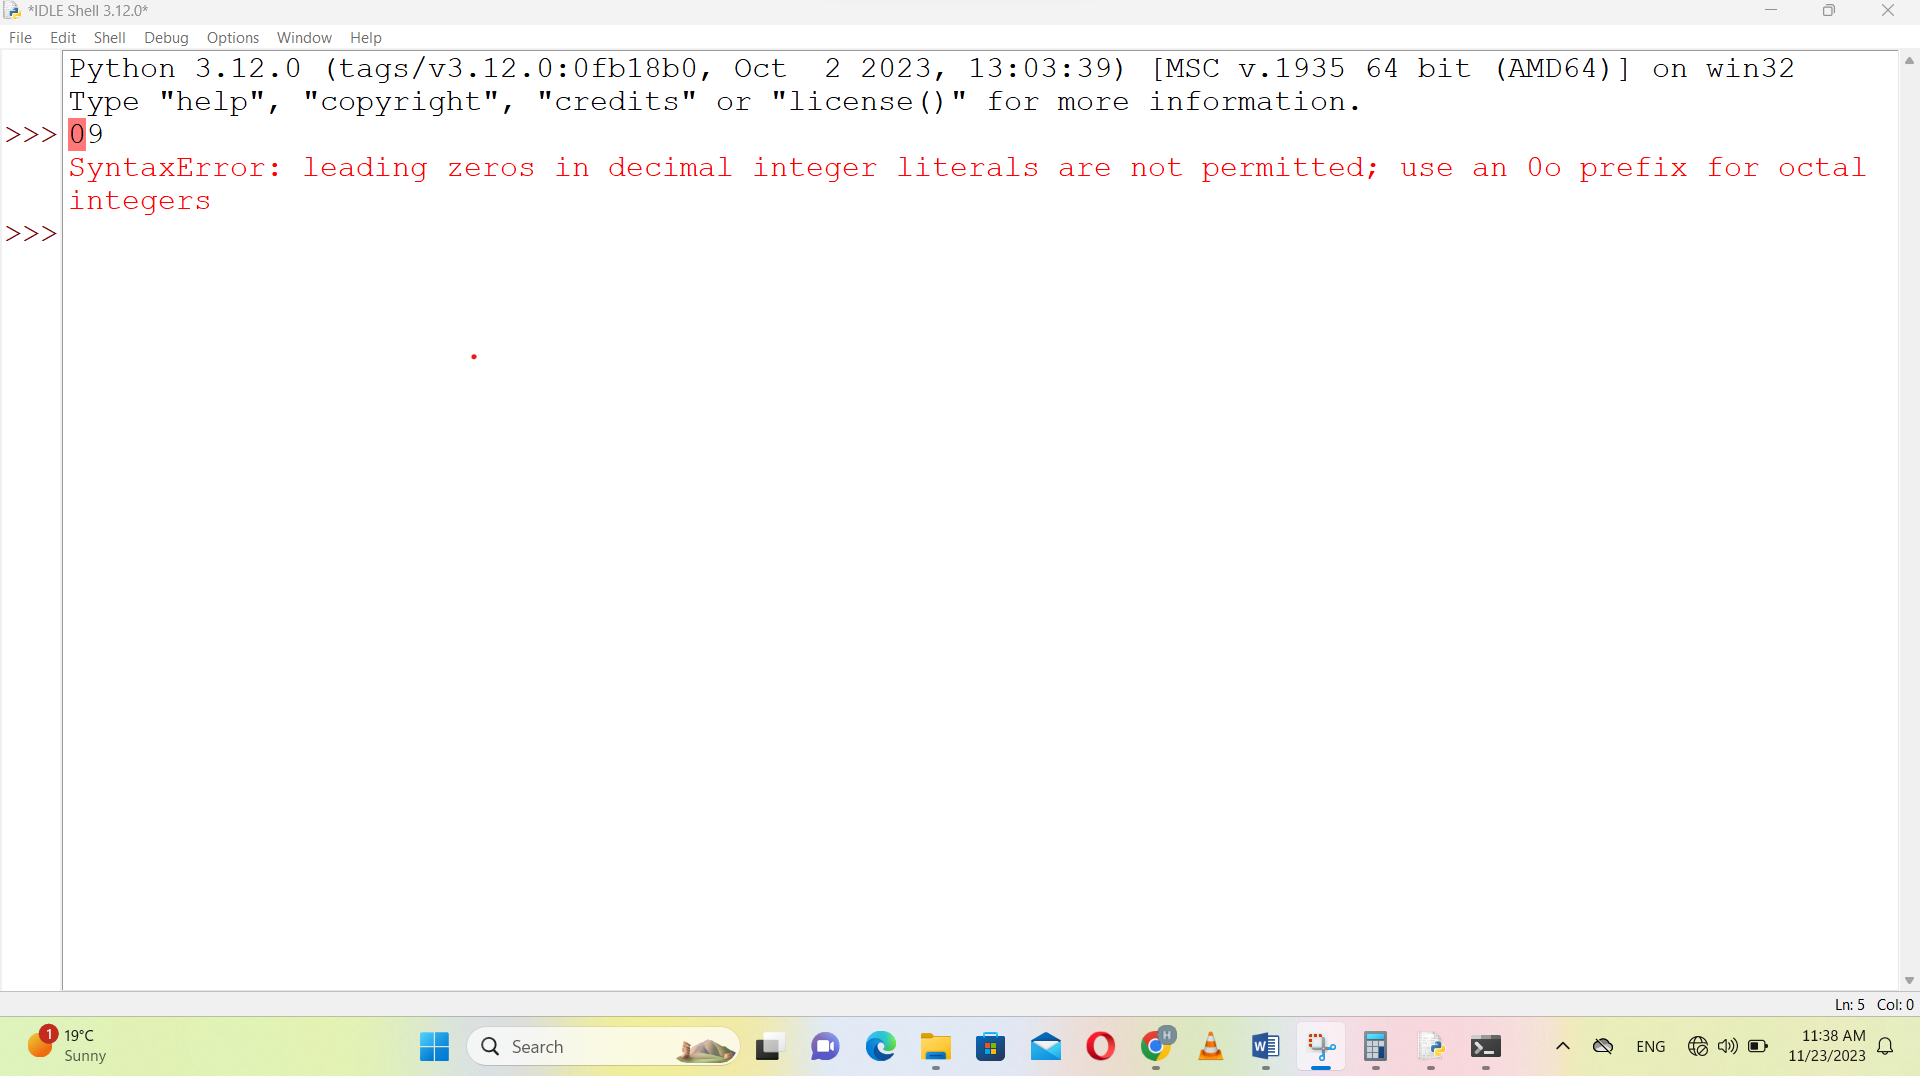 *IDLE Shell 3.12.0*
File Edit Shell Debug Options Window Help
Python 3.12.0 (tags/v3.12.0:0fb18b0, Oct  2 2023, 13:03:39) [MSC v.1935 64 bit (AMD64)] on win32
Type "help", "copyright", "credits" or "license()" for more information.
>>> 09
SyntaxError: leading zeros in decimal integer literals are not permitted; use an 0o prefix for octal
integers
>>>
Ln: 5 Col: 0
1 19°C
Sunny
Search
H
W
ENG
11:38 AM
11/23/2023